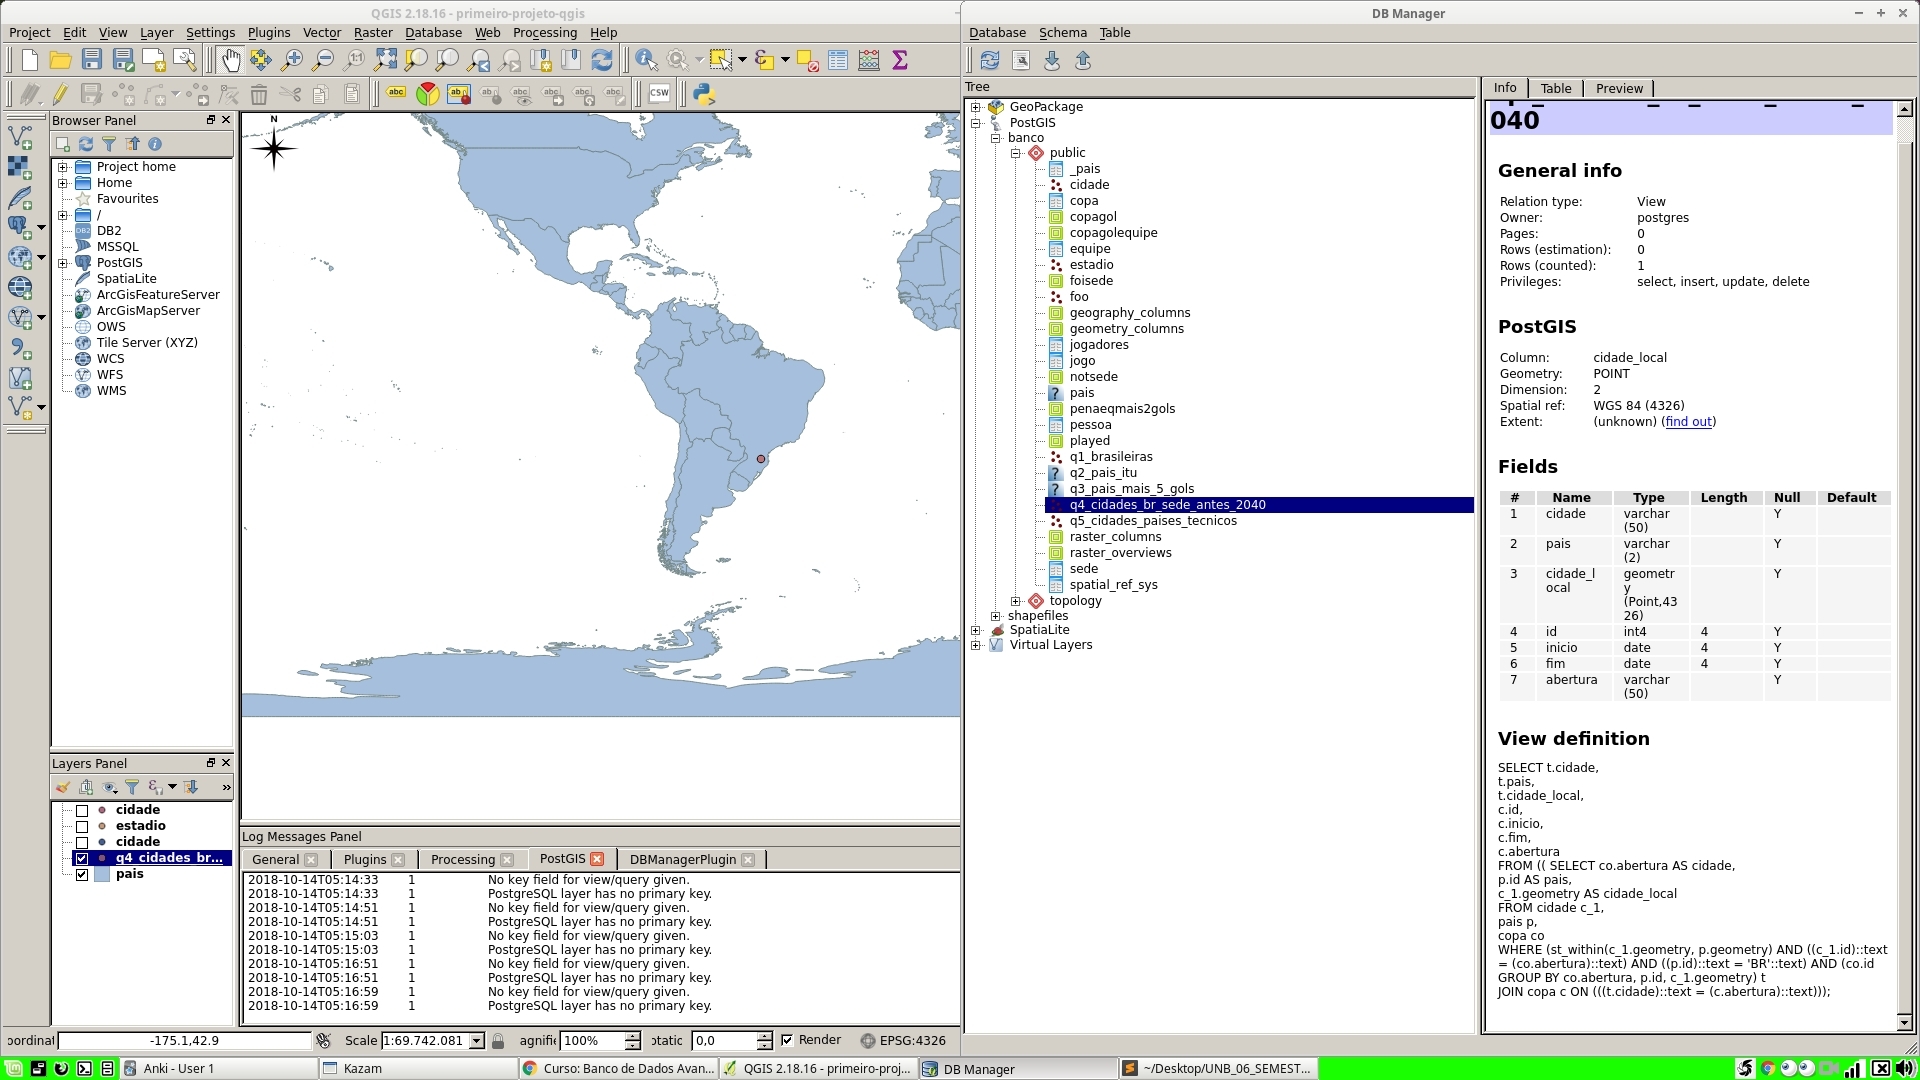 QGIS 2.18.16 - primeiro-projeto-qgis
Project Edit View Layer Settings Plugins Vector Raster Database Web Processing Help
Browser Panel
Project home
Home
Favourites
/
DB2
MSSQL
PostGIS
SpatiaLite
ArcGisFeatureServer
ArcGisMapServer
OWS
Tile Server (XYZ)
WCS
WFS
WMS
Layers Panel
cidade
estadio
cidade
q4_cidades_br...
pais
N
Log Messages Panel
General Plugins Processing PostGIS DBManagerPlugin
2018-10-14T05:14:33 1 No key field for view/query given.
2018-10-14T05:14:33 1 PostgreSQL layer has no primary key.
2018-10-14T05:14:51 1 No key field for view/query given.
2018-10-14T05:14:51 1 PostgreSQL layer has no primary key.
2018-10-14T05:15:03 1 No key field for view/query given.
2018-10-14T05:15:03 1 PostgreSQL layer has no primary key.
2018-10-14T05:16:51 1 No key field for view/query given.
2018-10-14T05:16:51 1 PostgreSQL layer has no primary key.
2018-10-14T05:16:59 1 No key field for view/query given.
2018-10-14T05:16:59 1 PostgreSQL layer has no primary key.
oordinat -175.1,42.9 Scale 1:69.742.081 agnifie 100% otatic 0,0 Render EPSG:4326
DB Manager
Database Schema Table
Tree
GeoPackage
PostGIS
banco
public
_pais
cidade
copa
copagol
copagolequipe
equipe
estadio
foisede
foo
geography_columns
geometry_columns
jogadores
jogo
notsede
pais
penaeqmais2gols
pessoa
played
q1_brasileiras
q2_pais_itu
q3_pais_mais_5_gols
q4_cidades_br_sede_antes_2040
q5_cidades_paises_tecnicos
raster_columns
raster_overviews
sede
spatial_ref_sys
topology
shapefiles
SpatiaLite
Virtual Layers
Info Table Preview
040
General info
Relation type: View
Owner: postgres
Pages: 0
Rows (estimation): 0
Rows (counted): 1
Privileges: select, insert, update, delete
PostGIS
Column: cidade_local
Geometry: POINT
Dimension: 2
Spatial ref: WGS 84 (4326)
Extent: (unknown) (find out)
Fields
# Name Type Length Null Default
1 cidade varchar (50) Y
2 pais varchar (2) Y
3 cidade_local geometry (Point,4326) Y
4 id int4 4 Y
5 inicio date 4 Y
6 fim date 4 Y
7 abertura varchar (50) Y
View definition
SELECT t.cidade,
t.pais,
t.cidade_local,
c.id,
c.inicio,
c.fim,
c.abertura
FROM (( SELECT co.abertura AS cidade,
p.id AS pais,
c_1.geometry AS cidade_local
FROM cidade c_1,
pais p,
copa co
WHERE (st_within(c_1.geometry, p.geometry) AND ((c_1.id)::text
= (co.abertura)::text) AND ((p.id)::text = 'BR'::text) AND (co.id
GROUP BY co.abertura, p.id, c_1.geometry) t
JOIN copa c ON (((t.cidade)::text = (c.abertura)::text)));
Anki - User 1 Kazam Curso: Banco de Dados Avan... QGIS 2.18.16 - primeiro-proj... DB Manager ~/Desktop/UNB_06_SEMEST...